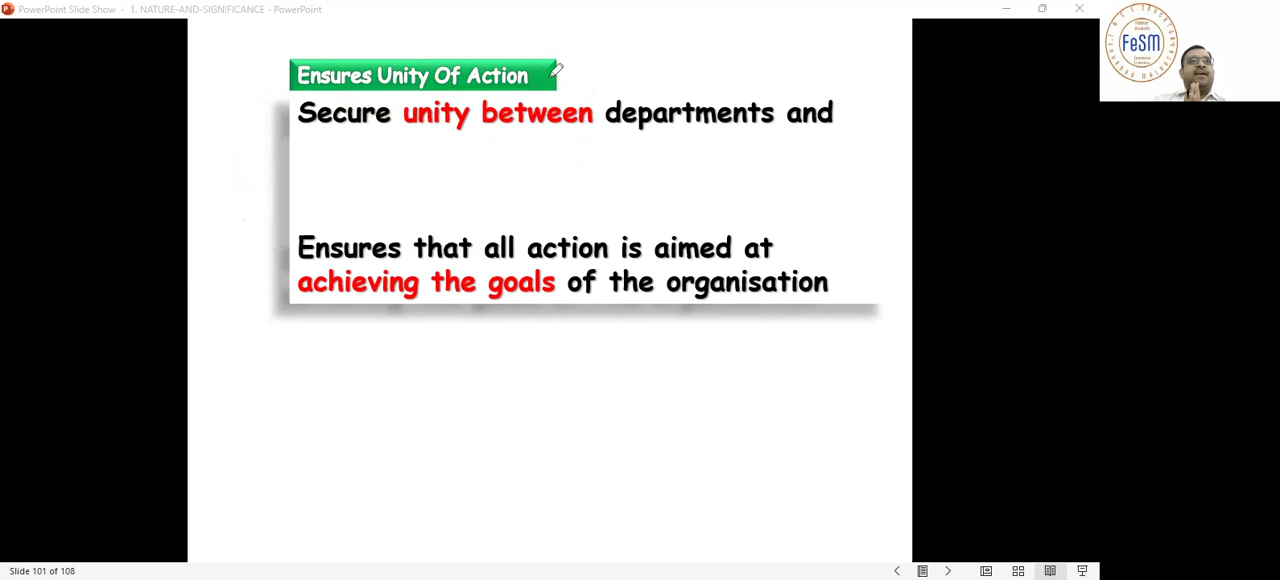 PowerPoint Slide Show - 1. NATURE-AND-SIGNIFICANCE - PowerPoint
FeSM
Ensures Unity Of Action
Secure unity between departments and
Ensures that all action is aimed at
achieving the goals of the organisation
Slide 101 of 108